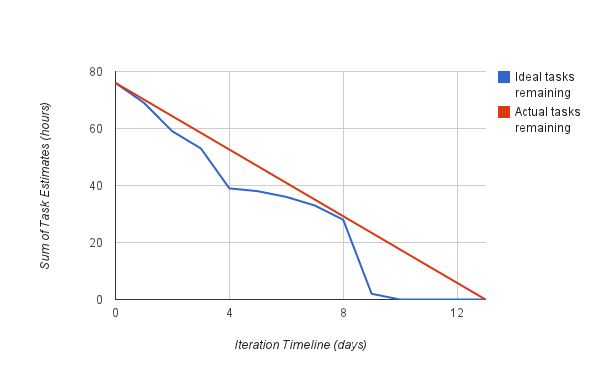 80
60
40
20
0
0
4
8
12
Sum of Task Estimates (hours)
Iteration Timeline (days)
Ideal tasks
remaining
Actual tasks
remaining